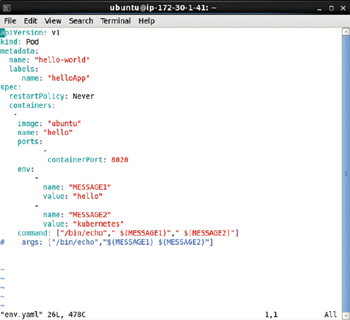 ubuntu@ip-172-30-1-41: ~
File Edit View Search Terminal Help
apiVersion: v1
kind: Pod
metadata:
name: "hello-world"
labels:
name: "helloApp"
spec:
restartPolicy: Never
containers:
-
image: "ubuntu"
name: "hello"
ports:
-
containerPort: 8020
env:
-
name: "MESSAGE1"
value: "hello"
-
name: "MESSAGE2"
value: "kubernetes"
command: ["/bin/echo"," $(MESSAGE1)"," $(MESSAGE2)"]
# args: ["/bin/echo","$(MESSAGE1) $(MESSAGE2)"]
~
~
~
~
"env.yaml" 26L, 478C 1,1 All